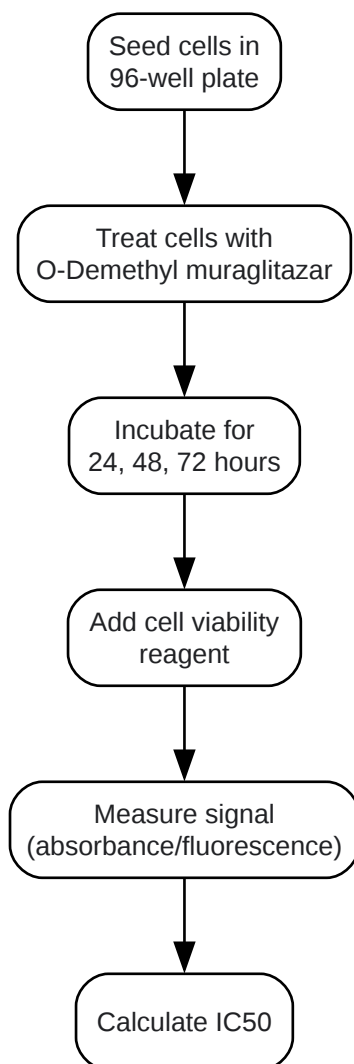 Seed cells in
96-well plate
Treat cells with
O-Demethyl muraglitazar
Incubate for
24, 48, 72 hours
Add cell viability
reagent
Measure signal
(absorbance/fluorescence)
Calculate IC50